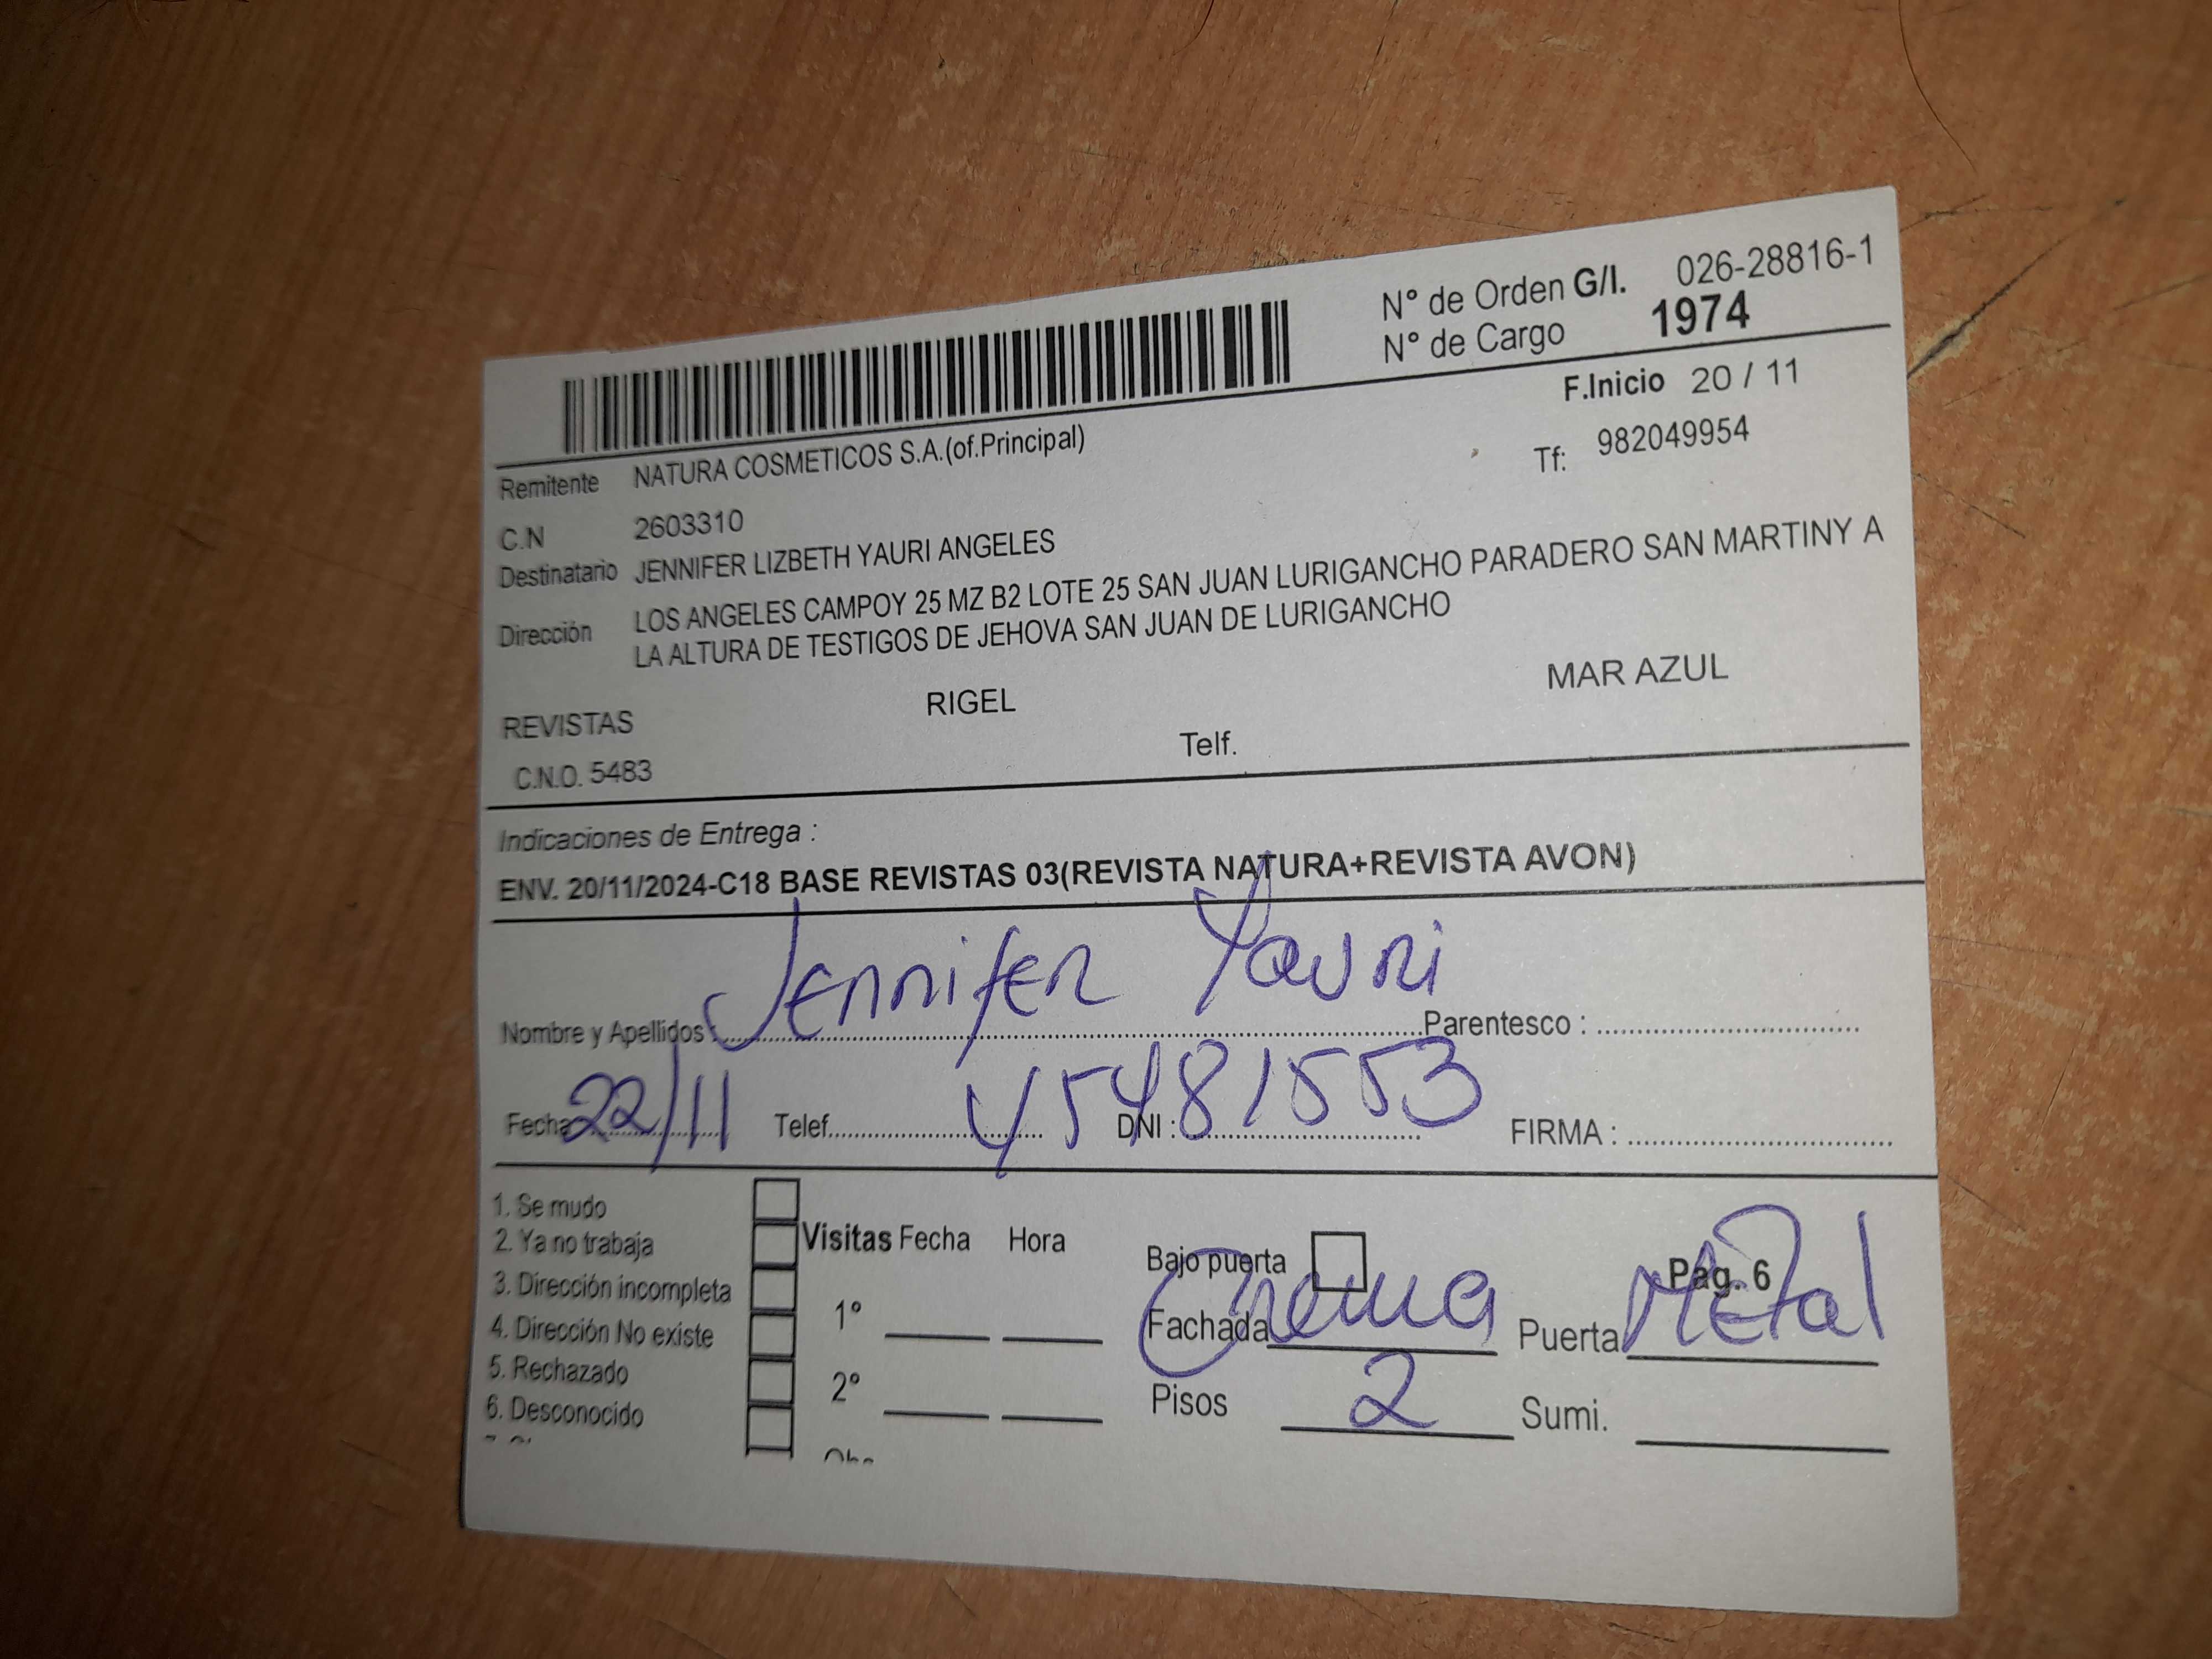 N° de Orden G/I. 026-28816-1
N° de Cargo 1974
F.Inicio 20 / 11
Remitente NATURA COSMETICOS S.A.(of.Principal)
Tf: 982049954
C.N 2603310
Destinatario JENNIFER LIZBETH YAURI ANGELES
Dirección LOS ANGELES CAMPOY 25 MZ B2 LOTE 25 SAN JUAN LURIGANCHO PARADERO SAN MARTINY A
LA ALTURA DE TESTIGOS DE JEHOVA SAN JUAN DE LURIGANCHO
REVISTAS RIGEL MAR AZUL
C.N.O. 5483 Telf.
Indicaciones de Entrega :
ENV. 20/11/2024-C18 BASE REVISTAS 03(REVISTA NATURA+REVISTA AVON)
Nombre y Apellidos: Jennifer Yauri Parentesco :
Fecha 22/11 Telef. DNI : 45481553 FIRMA :
1. Se mudo
2. Ya no trabaja
3. Dirección incompleta
4. Dirección No existe
5. Rechazado
6. Desconocido
Visitas Fecha Hora
1°
2°
Bajo puerta Pag. 6
Fachada Crema Puerta Metal
Pisos 2 Sumi.